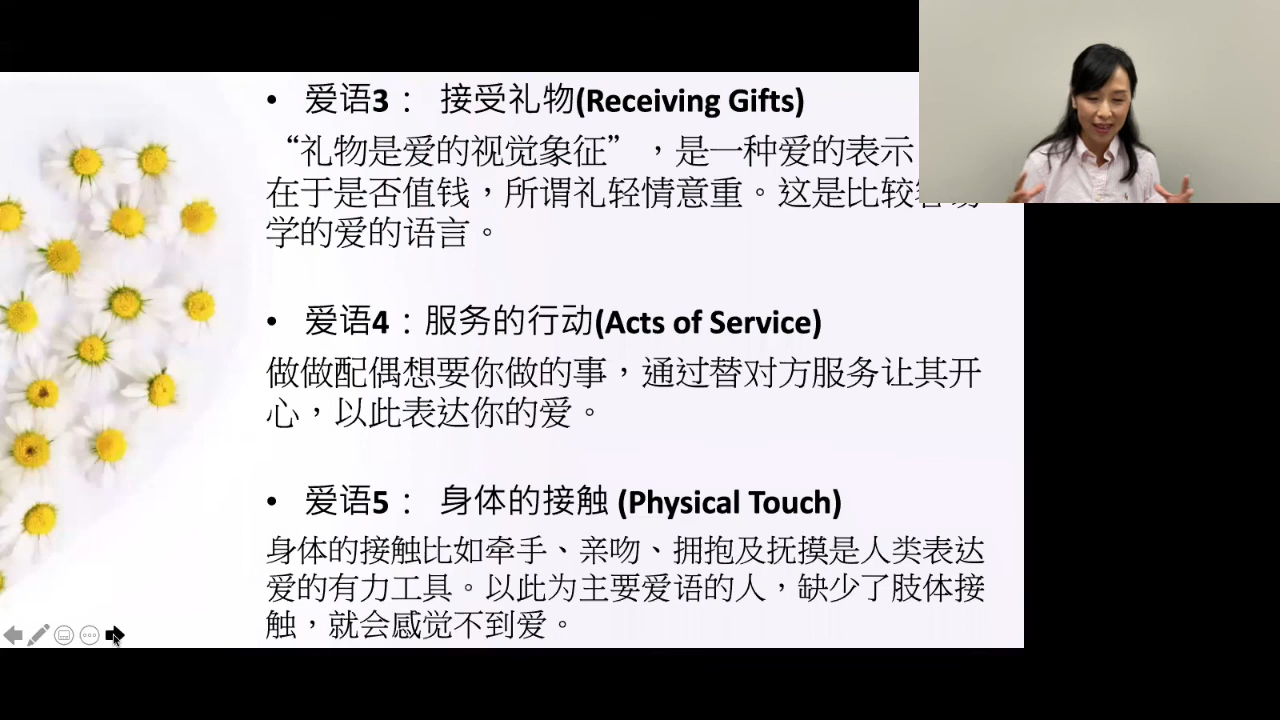 • 爱语3： 接受礼物(Receiving Gifts)
“礼物是爱的视觉象征”，是一种爱的表示
在于是否值钱，所谓礼轻情意重。这是比较
学的爱的语言。
• 爱语4：服务的行动(Acts of Service)
做做配偶想要你做的事，通过替对方服务让其开
心，以此表达你的爱。
• 爱语5： 身体的接触 (Physical Touch)
身体的接触比如牵手、亲吻、拥抱及抚摸是人类表达
爱的有力工具。以此为主要爱语的人，缺少了肢体接
触，就会感觉不到爱。